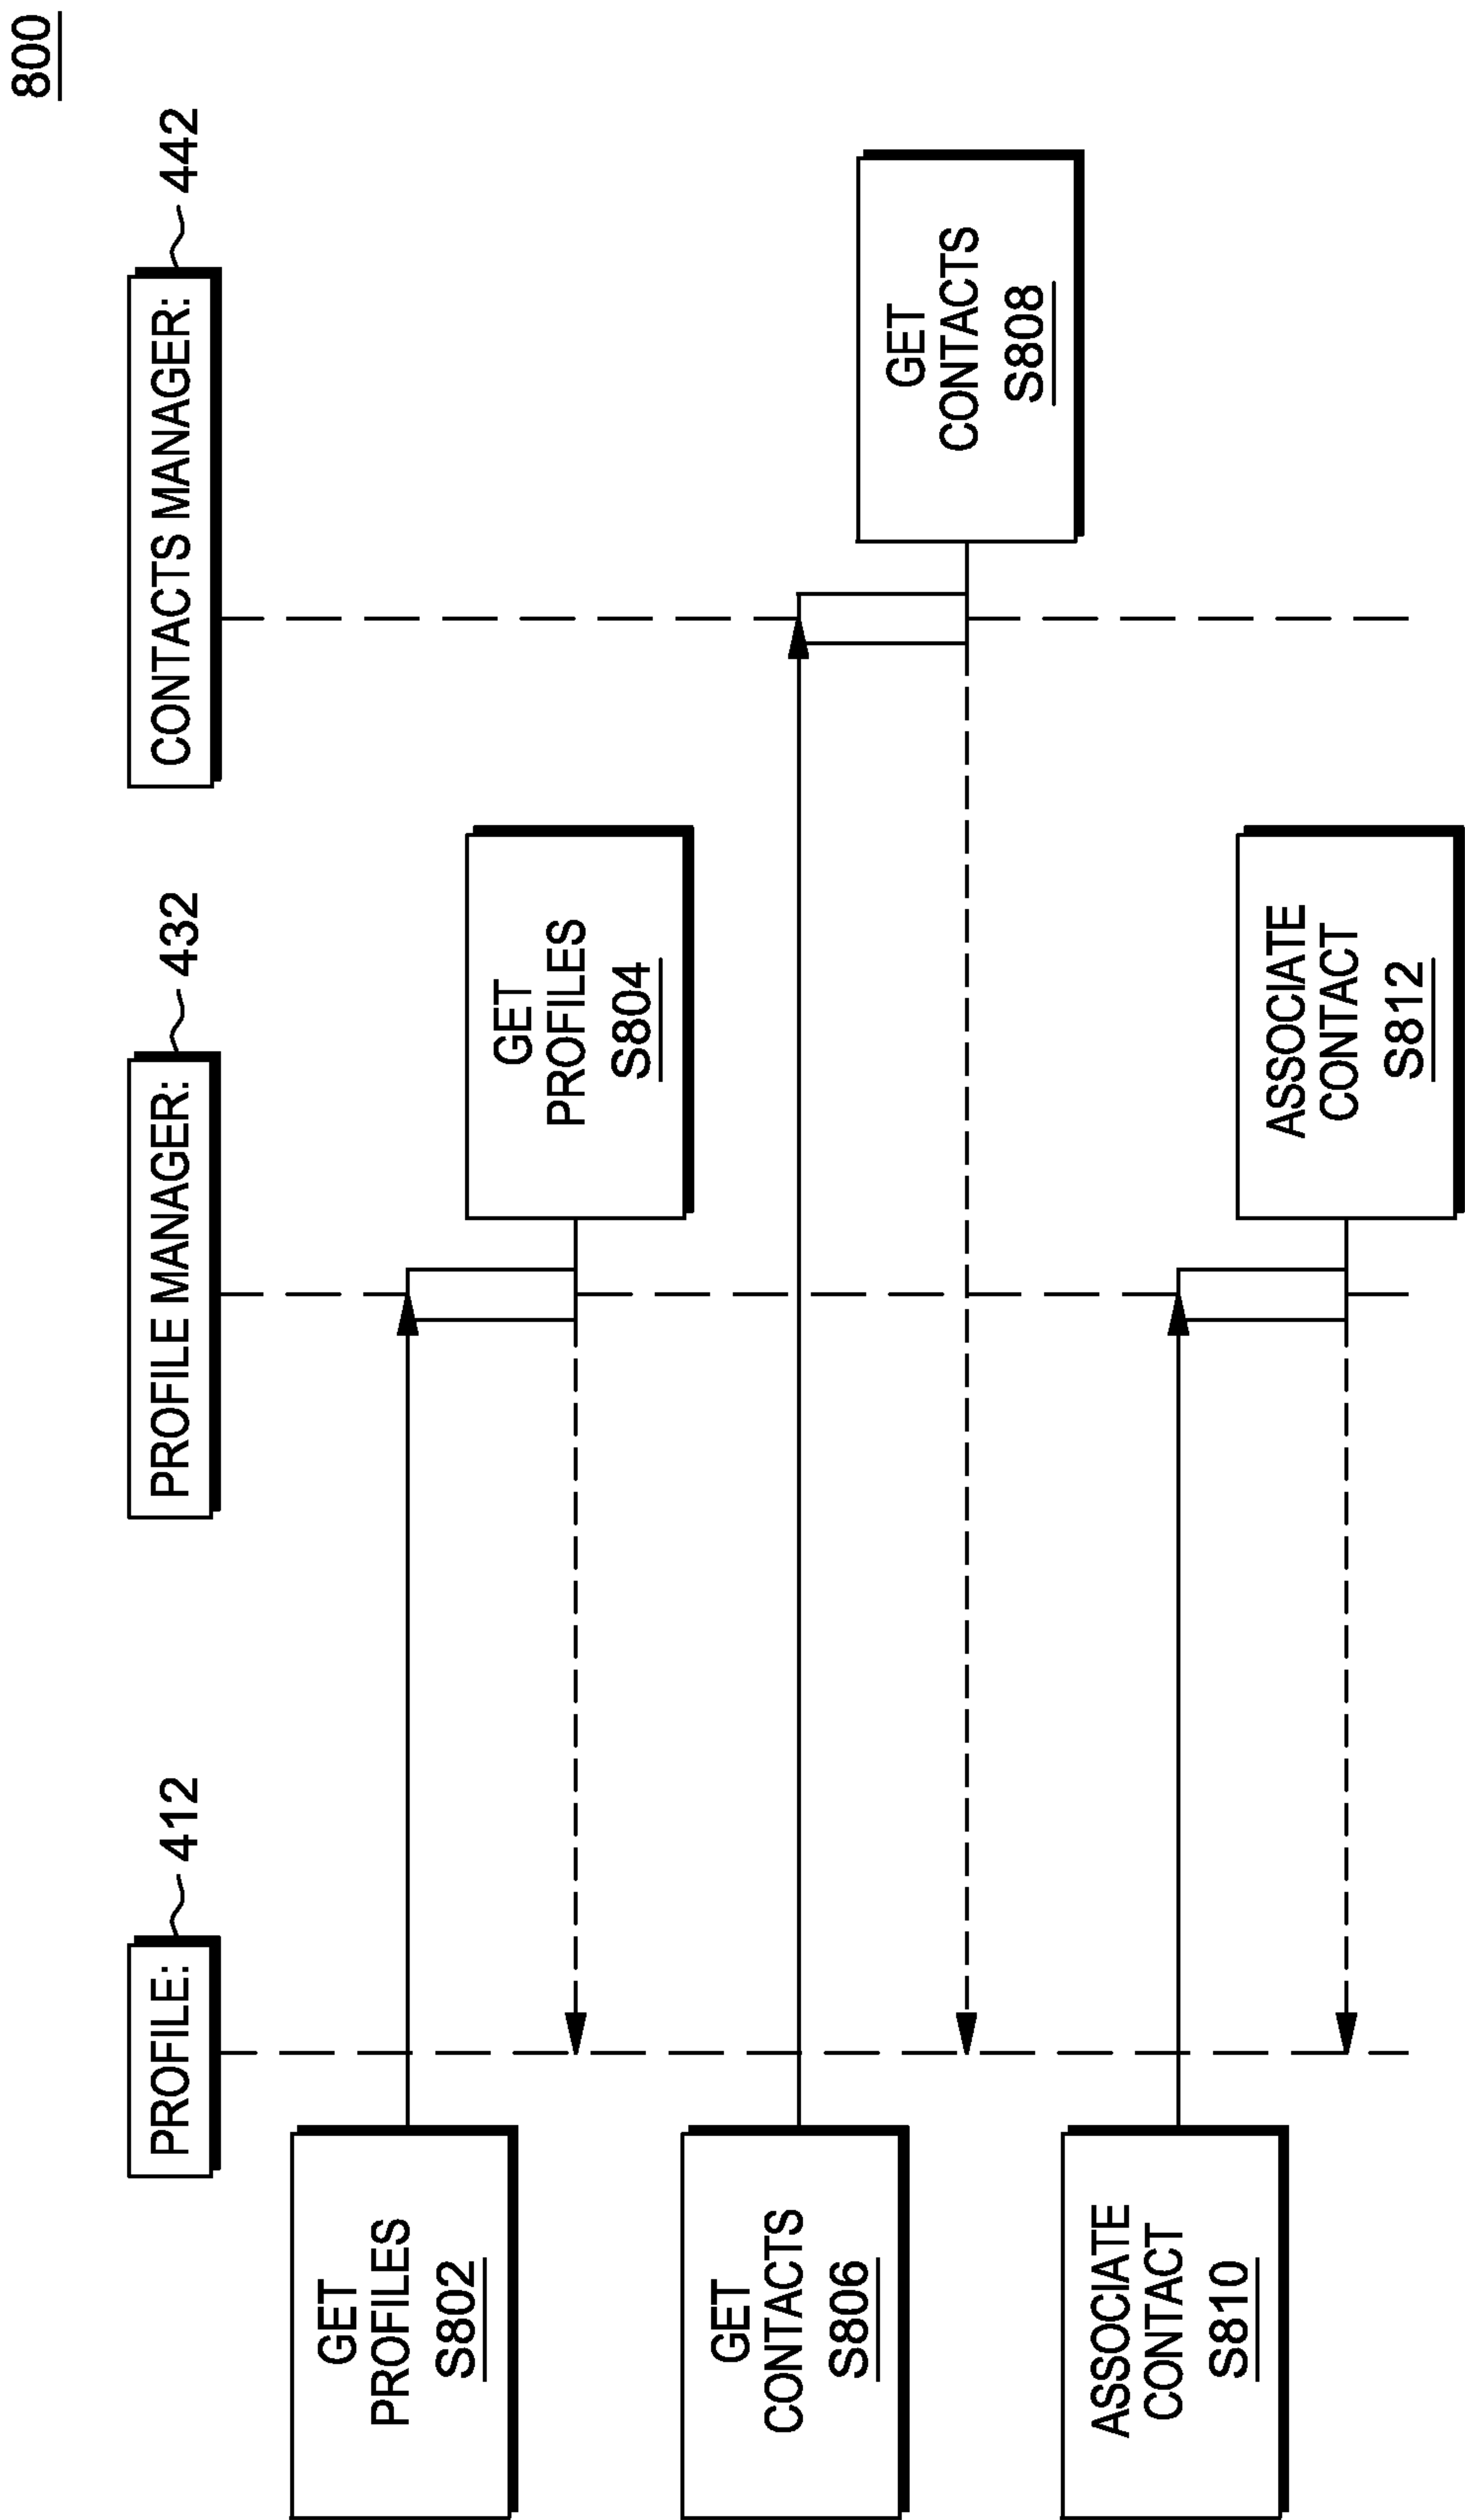 800
PROFILE:
412
PROFILE MANAGER:
432
CONTACTS MANAGER:
442
GET
PROFILES
S802
GET
PROFILES
S804
GET
CONTACTS
S806
GET
CONTACTS
S808
ASSOCIATE
CONTACT
S810
ASSOCIATE
CONTACT
S812